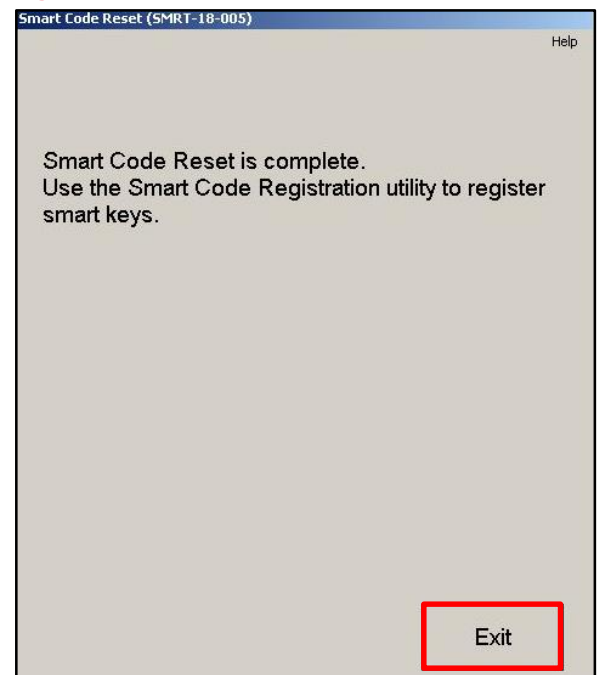 Smart Code Reset (SMRT-18-005)
Help
Smart Code Reset is complete.
Use the Smart Code Registration utility to register
smart keys.
Exit